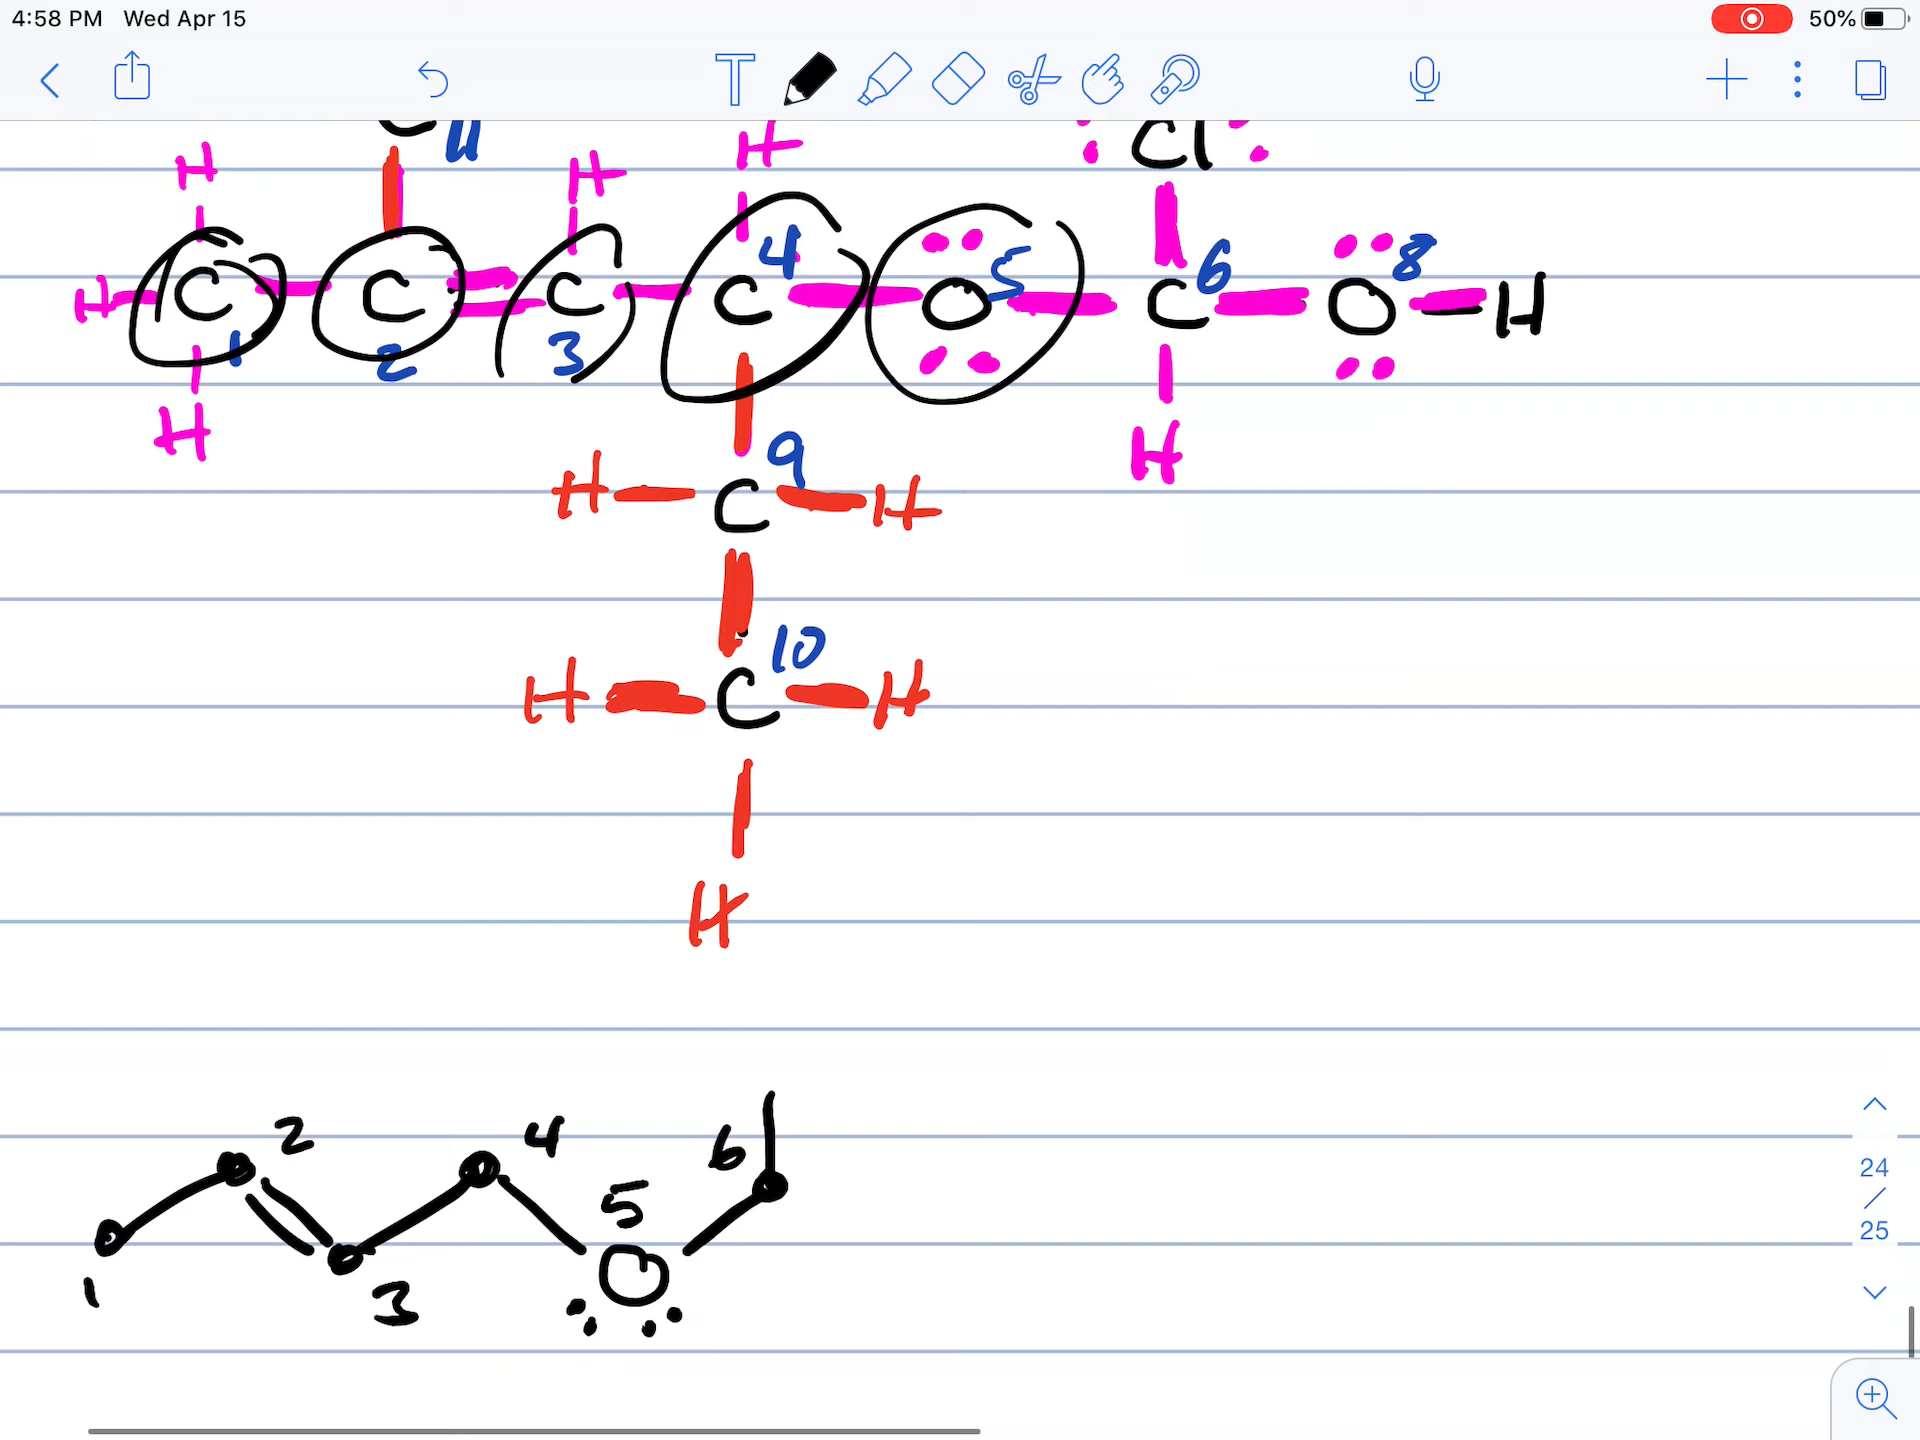 4:58 PM Wed Apr 15 50%
T
C 11 H Cl
H H
4 5 6 8
H C C C C O C O H
1 2 3
H H
9
H C H
10
H C H
H
2 4 6
5
24
1 3 O
25